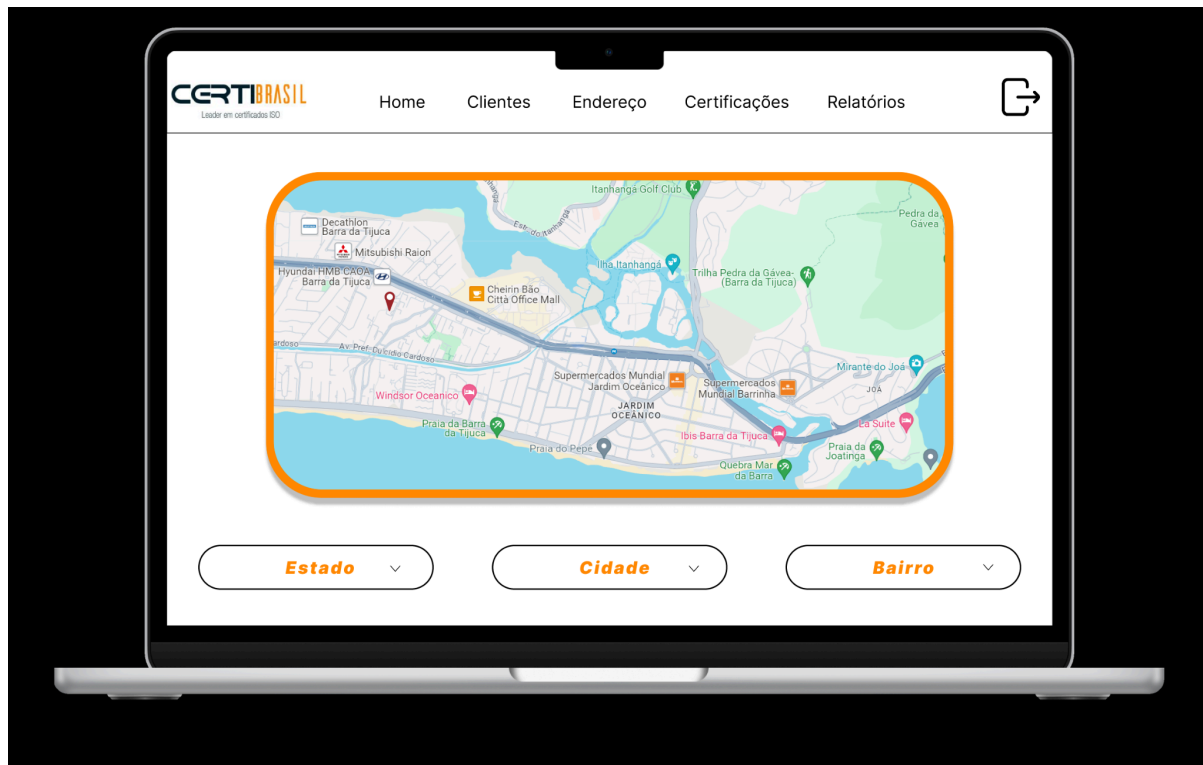 CERTIBRASIL
Leader em certificados ISO
Home
Clientes
Endereço
Certificações
Relatórios
Itanhanga Golf Club
Pedra da
Gávea
Decathlon
Barra da Tijuca
Estr. do Itanhangá
Mitsubishi Raion
Ilha Itanhangá
Hyundai HMB CAOA
Barra da Tijuca
Trilha Pedra da Gávea-
(Barra da Tijuca)
Cheirin Bão
Città Office Mall
Av. Pref. Dulcídio Cardoso
Mirante do Joá
Supermercados Mundial
Jardim Oceânico
Supermercados
Mundial Barrinha
JOÁ
Windsor Oceanico
JARDIM
OCEÂNICO
Praia da Barra
da Tijuca
La Suite
Ibis Barra da Tijuca
Praia do Pepe
Praia da
Joatinga
Quebra Mar
da Barra
Estado
Cidade
Bairro